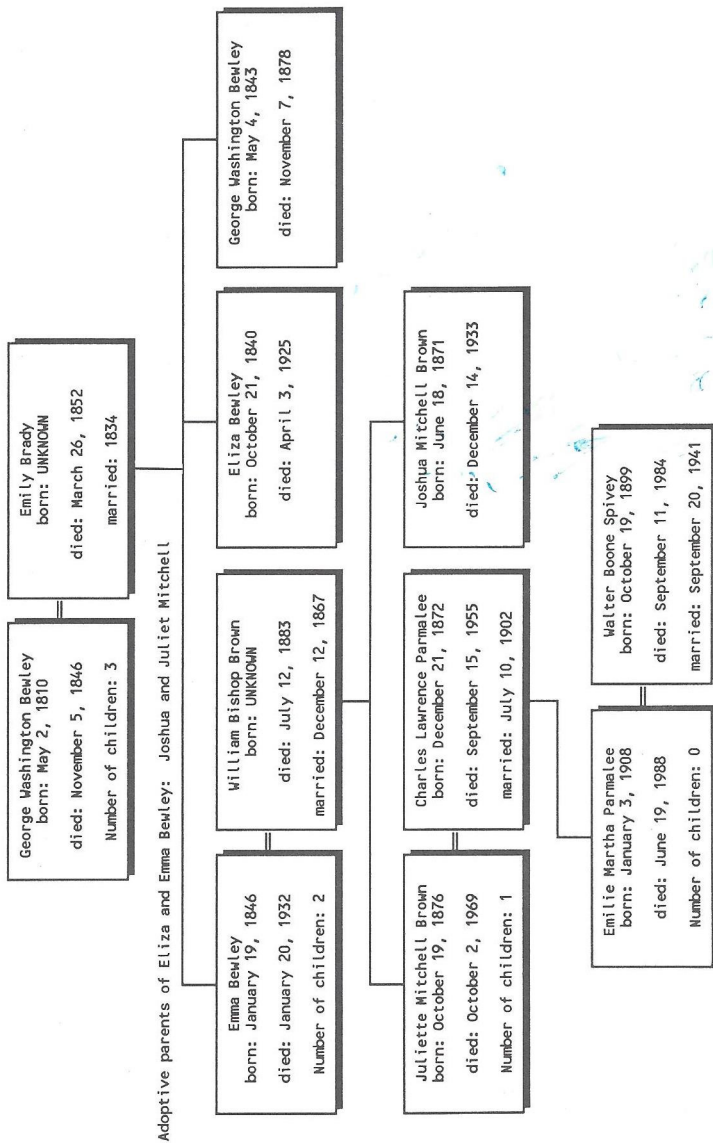 George Washington Bewley
born: May 2, 1810
died: November 5, 1846
Number of children: 3
Emily Brady
born: UNKNOWN
died: March 26, 1852
married: 1834
Adoptive parents of Eliza and Emma Bewley: Joshua and Juliet Mitchell
Emma Bewley
born: January 19, 1846
died: January 20, 1932
Number of children: 2
William Bishop Brown
born: UNKNOWN
died: July 12, 1883
married: December 12, 1867
Eliza Bewley
born: October 21, 1840
died: April 3, 1925
George Washington Bewley
born: May 4, 1843
died: November 7, 1878
Juliette Mitchell Brown
born: October 19, 1876
died: October 2, 1969
Number of children: 1
Charles Lawrence Parmalee
born: December 21, 1872
died: September 15, 1955
married: July 10, 1902
Joshua Mitchell Brown
born: June 18, 1871
died: December 14, 1933
Emilie Martha Parmalee
born: January 3, 1908
died: June 19, 1988
Number of children: 0
Walter Boone Spivey
born: October 19, 1899
died: September 11, 1984
married: September 20, 1941